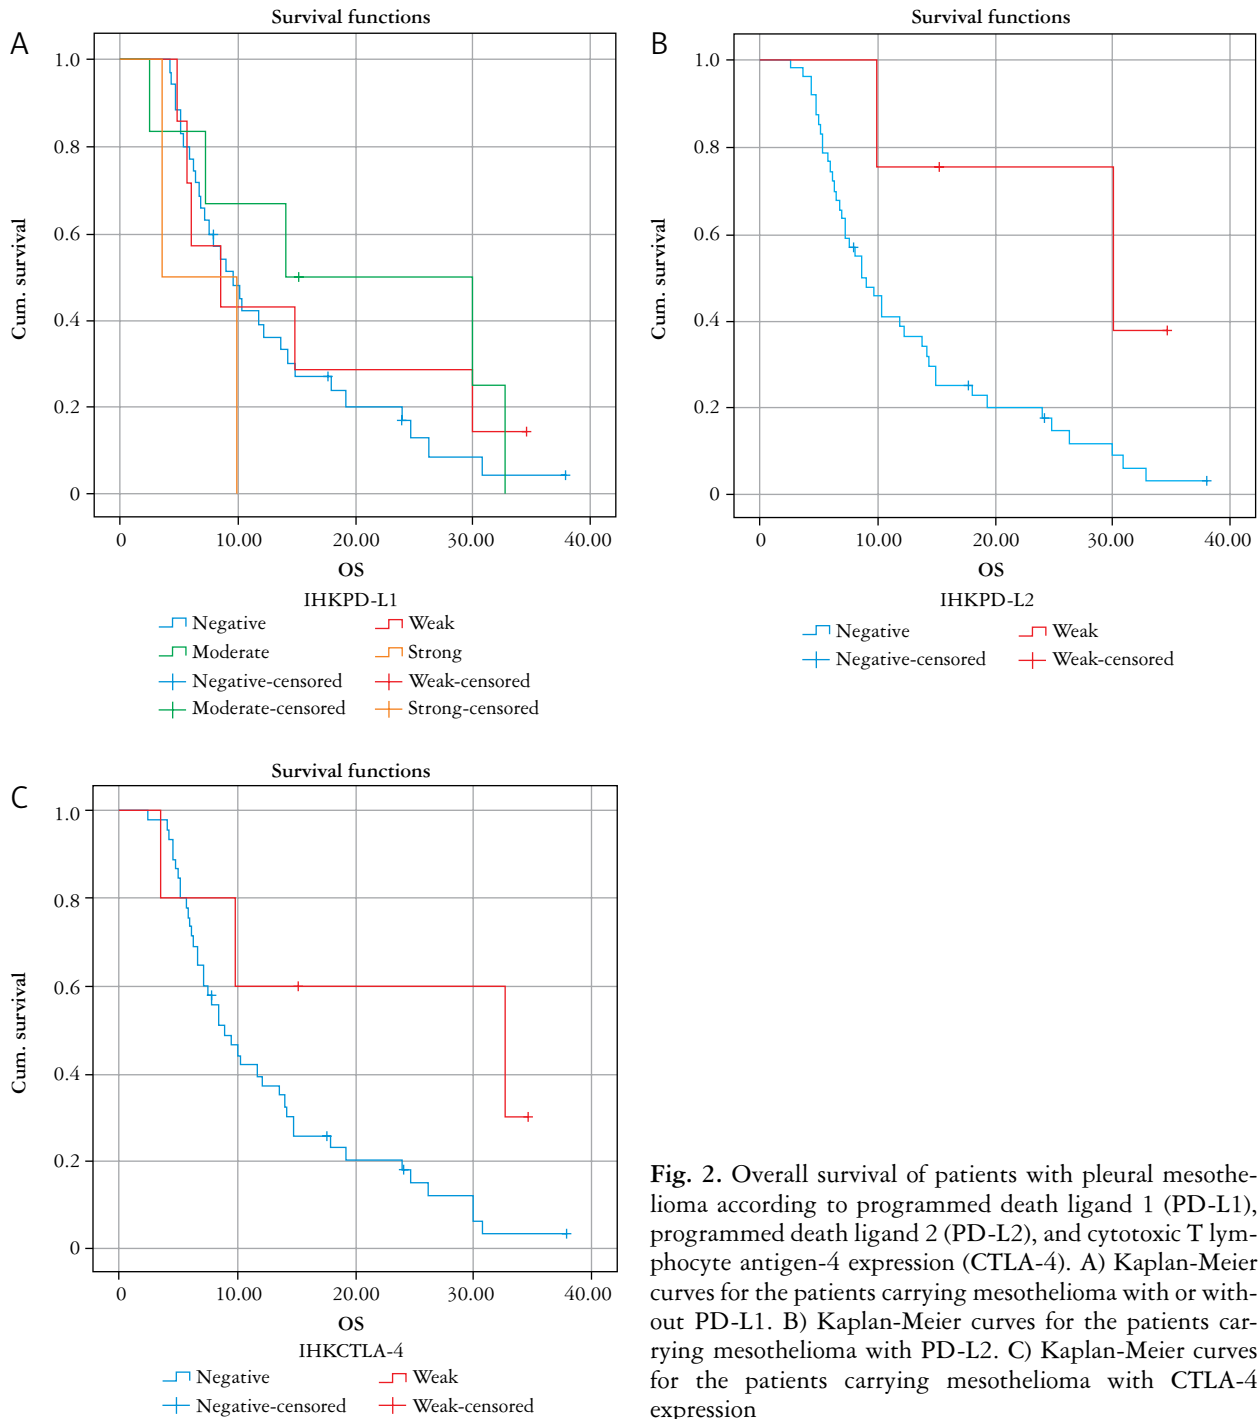 A
Survival functions
Cum. survival
1.0
0.8
0.6
0.4
0.2
0
0 10.00 20.00 30.00 40.00
OS
IHKPD-L1
Negative Weak
Moderate Strong
Negative-censored Weak-censored
Moderate-censored Strong-censored
B
Survival functions
Cum. survival
1.0
0.8
0.6
0.4
0.2
0
0 10.00 20.00 30.00 40.00
OS
IHKPD-L2
Negative Weak
Negative-censored Weak-censored
C
Survival functions
Cum. survival
1.0
0.8
0.6
0.4
0.2
0
0 10.00 20.00 30.00 40.00
OS
IHKCTLA-4
Negative Weak
Negative-censored Weak-censored
Fig. 2. Overall survival of patients with pleural mesothe-
lioma according to programmed death ligand 1 (PD-L1),
programmed death ligand 2 (PD-L2), and cytotoxic T lym-
phocyte antigen-4 expression (CTLA-4). A) Kaplan-Meier
curves for the patients carrying mesothelioma with or with-
out PD-L1. B) Kaplan-Meier curves for the patients car-
rying mesothelioma with PD-L2. C) Kaplan-Meier curves
for the patients carrying mesothelioma with CTLA-4
expression